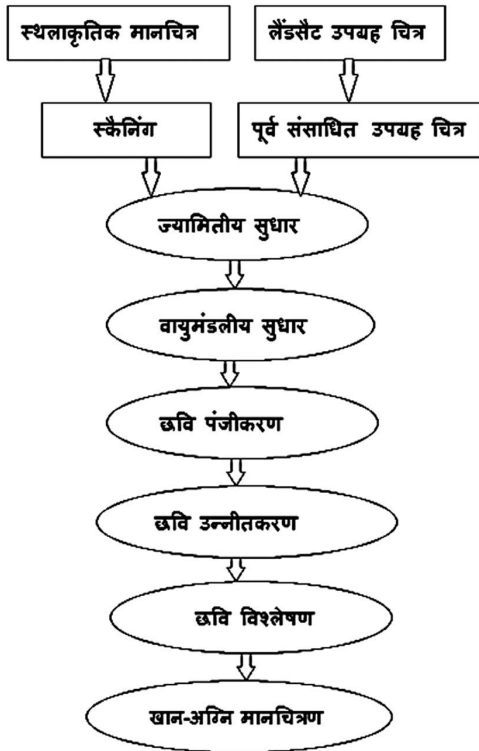 स्थलाकृतिक मानचित्र
लैंडसैट उपग्रह चित्र
स्कैनिंग
पूर्व संसाधित उपग्रह चित्र
ज्यामितीय सुधार
वायुमंडलीय सुधार
छवि पंजीकरण
छवि उन्नीतकरण
छवि विश्लेषण
खान-अग्नि मानचित्रण